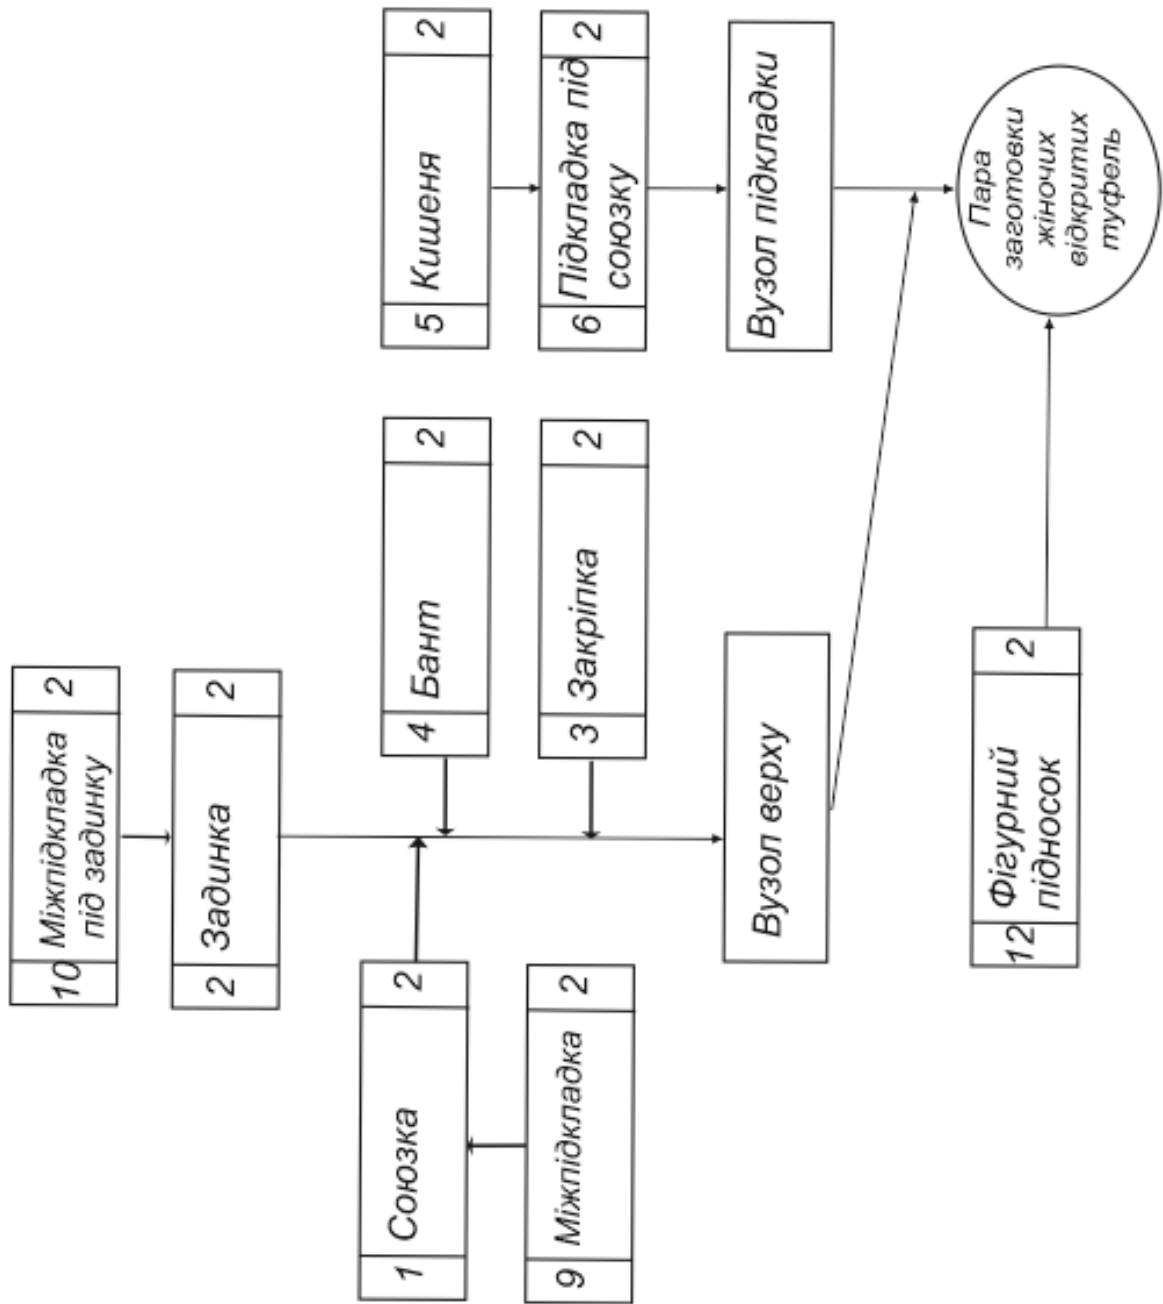 10 Міжпідкладка 2
під задинку
2 Задинка 2
1 Союзка 2
4 Бант 2
5 Кишеня 2
9 Міжпідкладка 2
3 Закріпка 2
6 Підкладка під 2
союзку
Вузол верху
Вузол підкладки
12 Фігурний 2
підносок
Пара
заготовки
жіночих
відкритих
туфель